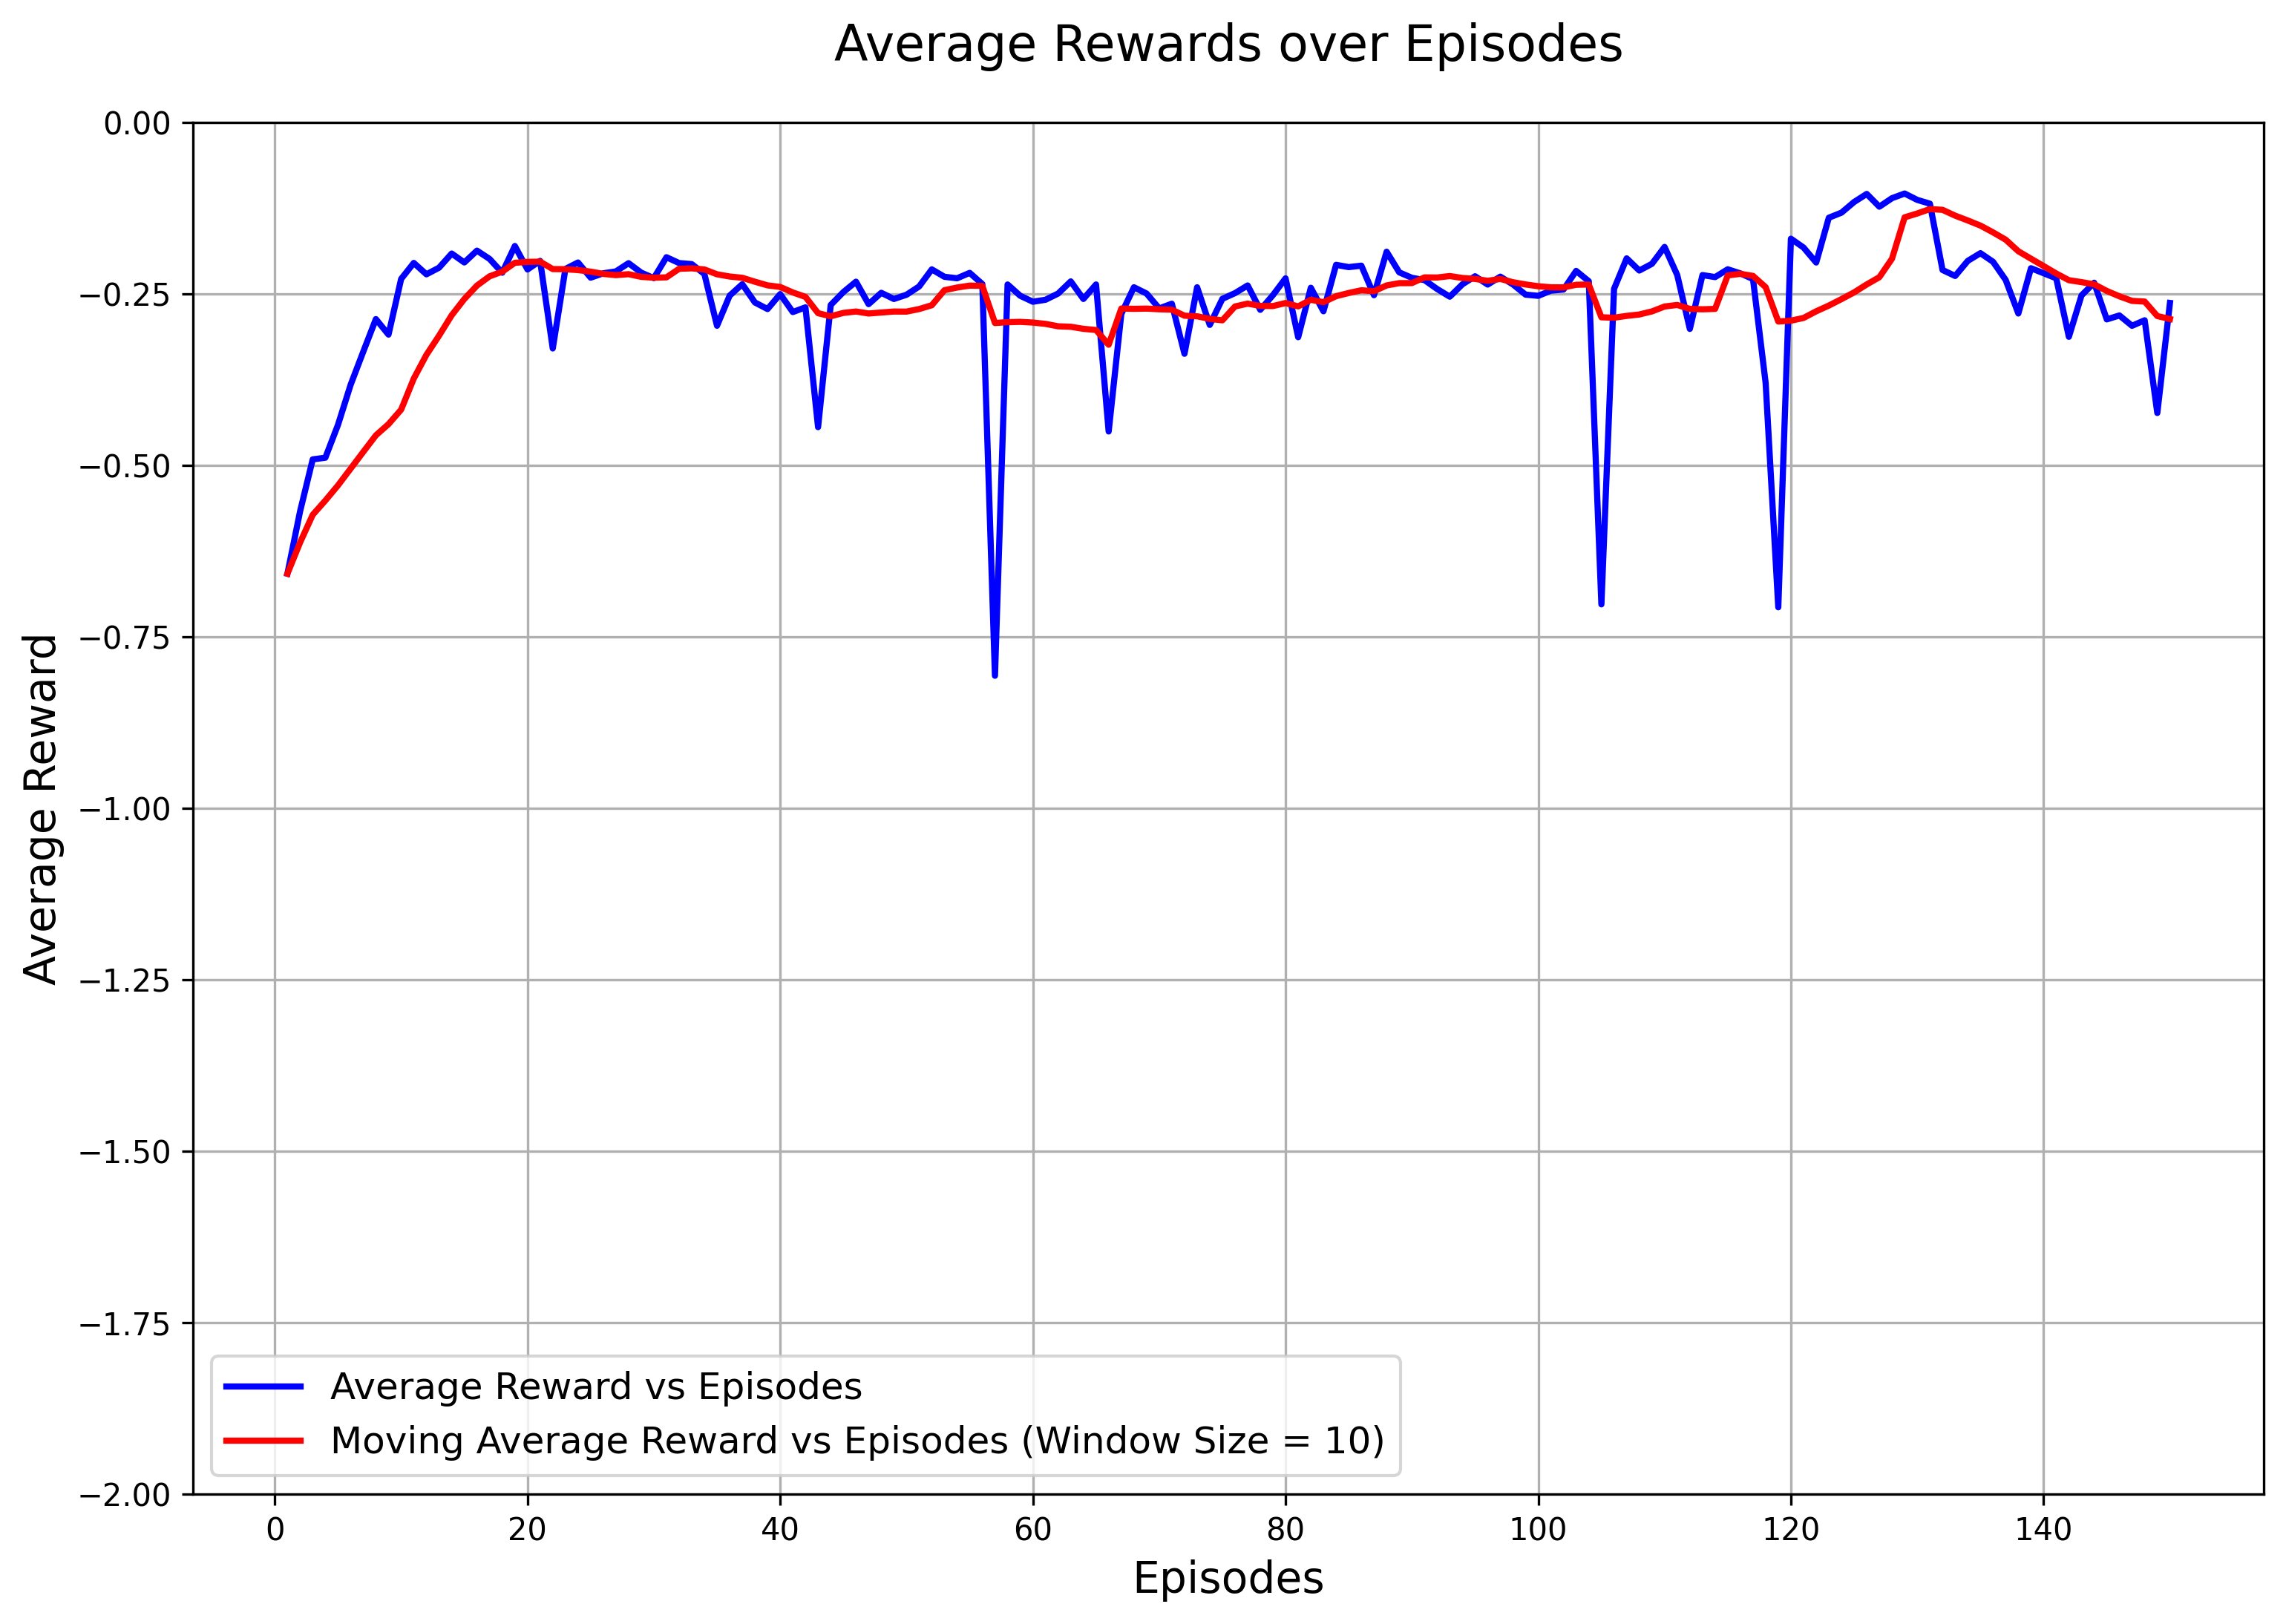 Average Rewards over Episodes
0.00
−0.25
−0.50
−0.75
−1.00
−1.25
−1.50
−1.75
−2.00
Average Reward
Average Reward vs Episodes
Moving Average Reward vs Episodes (Window Size = 10)
0 20 40 60 80 100 120 140
Episodes